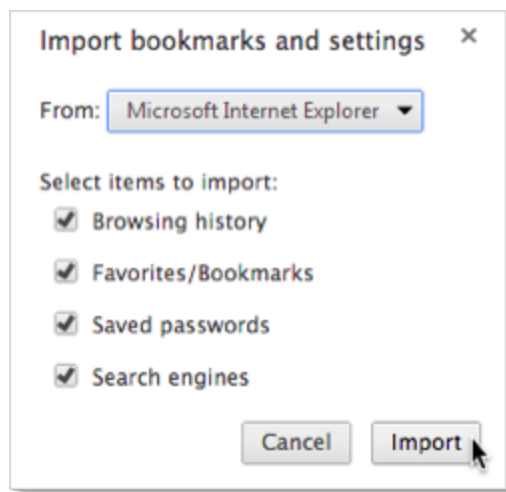 Import bookmarks and settings ×
From: Microsoft Internet Explorer
Select items to import:
Browsing history
Favorites/Bookmarks
Saved passwords
Search engines
Cancel Import